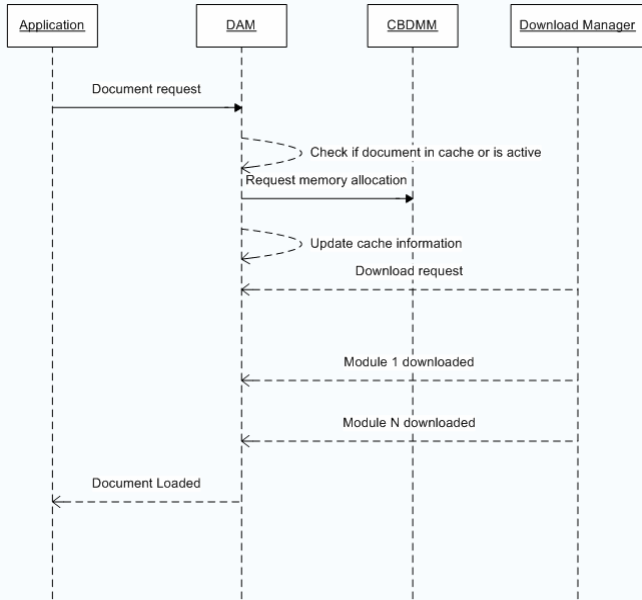 Application
DAM
CBDMM
Download Manager
Document request
Check if document in cache or is active
Request memory allocation
Update cache information
Download request
Module 1 downloaded
Module N downloaded
Document Loaded